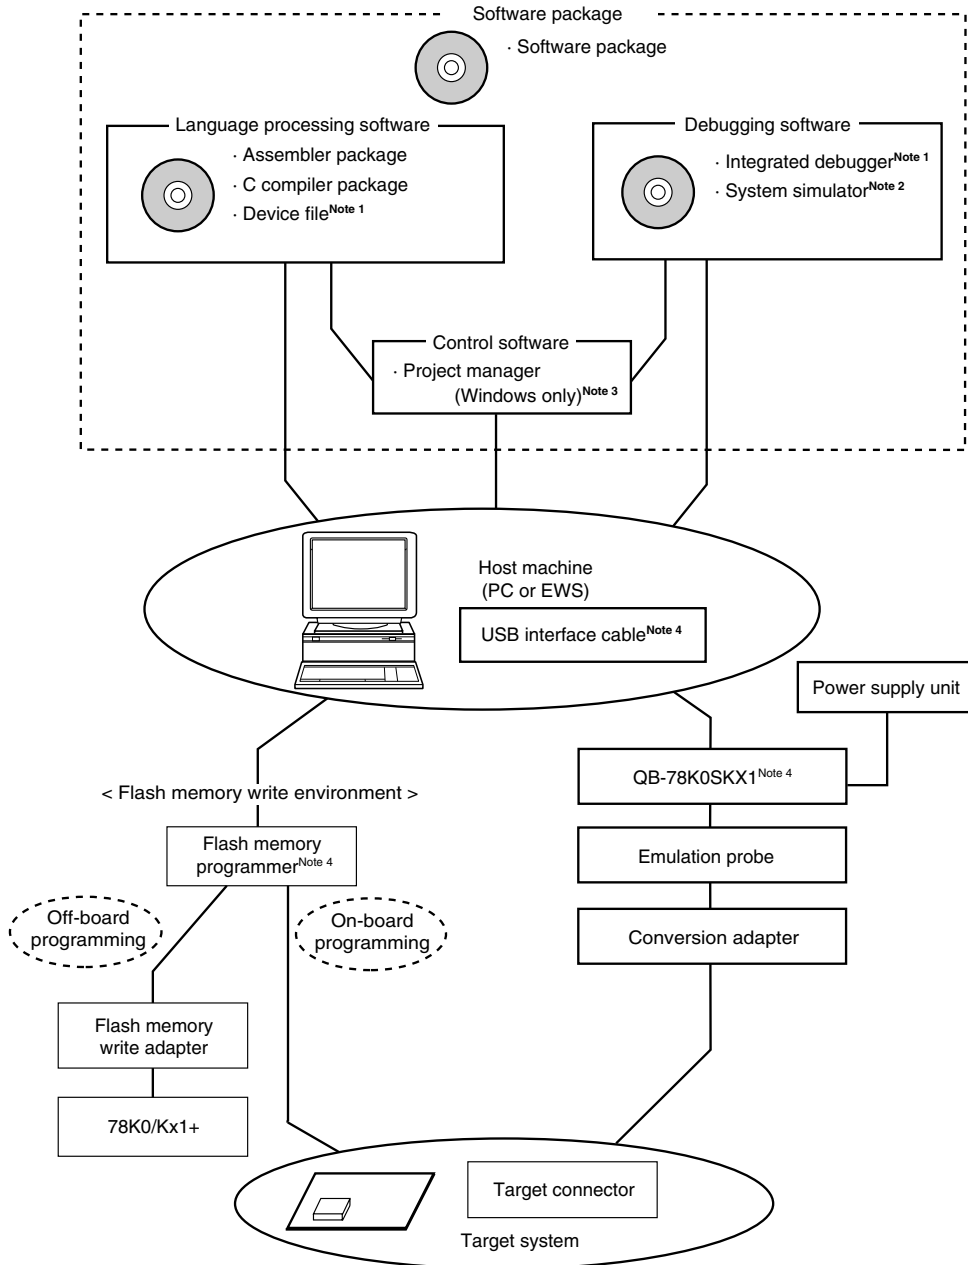 Software package
· Software package
Language processing software
· Assembler package
· C compiler package
· Device fileNote 1
Debugging software
· Integrated debuggerNote 1
· System simulatorNote 2
Control software
· Project manager
(Windows only)Note 3
Host machine
(PC or EWS)
USB interface cableNote 4
Power supply unit
QB-78K0SKX1Note 4
< Flash memory write environment >
Flash memory
programmerNote 4
Emulation probe
Off-board
programming
On-board
programming
Conversion adapter
Flash memory
write adapter
78K0/Kx1+
Target connector
Target system